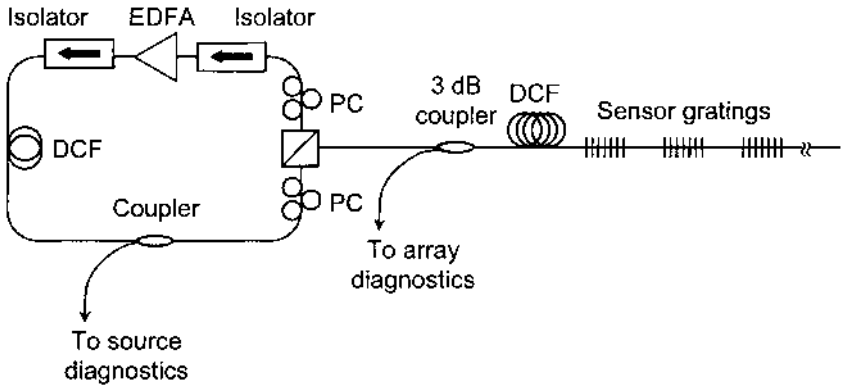 Isolator
EDFA
Isolator
PC
3 dB
coupler
DCF
Sensor gratings
DCF
Coupler
PC
To array
diagnostics
To source
diagnostics